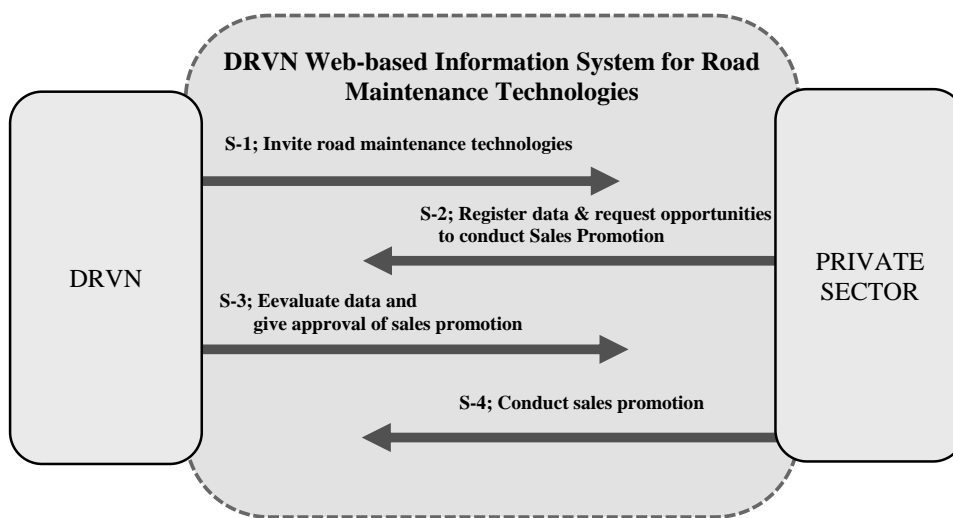 DRVN Web-based Information System for Road
Maintenance Technologies
S-1; Invite road maintenance technologies
S-2; Register data & request opportunities
to conduct Sales Promotion
DRVN
PRIVATE
SECTOR
S-3; Eevaluate data and
give approval of sales promotion
S-4; Conduct sales promotion